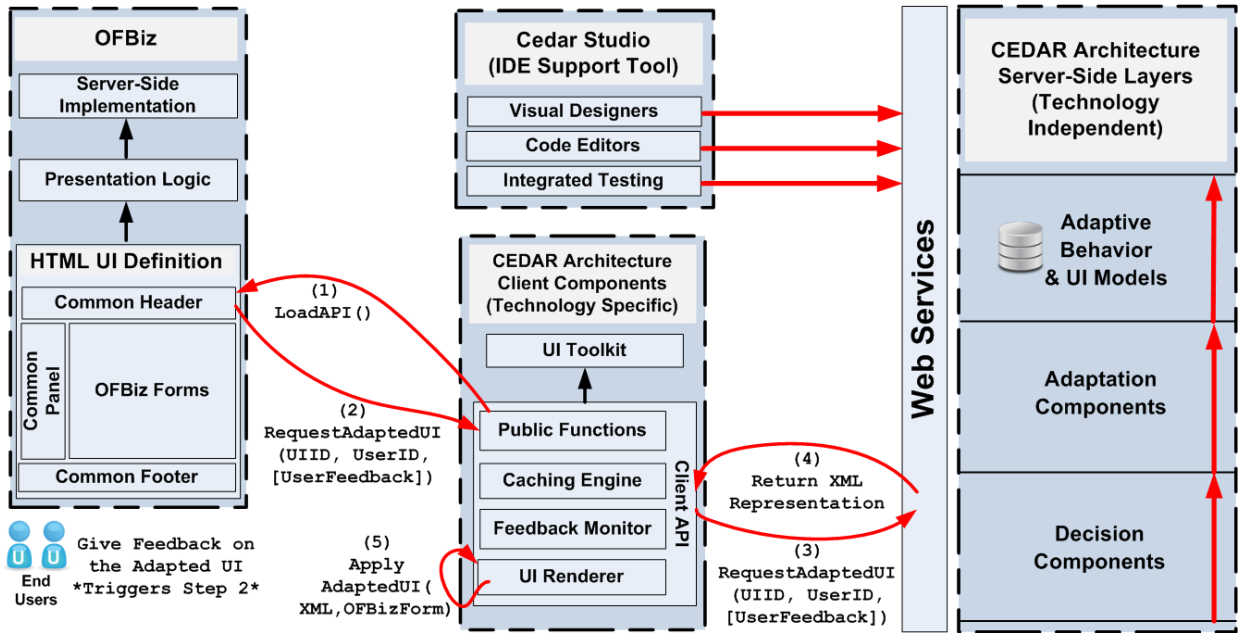 OFBiz
Server-Side
Implementation
Presentation Logic
HTML UI Definition
Common Header
Common
Panel
OFBiz Forms
Common Footer
U U
End
Users
Give Feedback on
the Adapted UI
*Triggers Step 2*
(1)
LoadAPI()
(2)
RequestAdaptedUI
(UIID, UserID,
[UserFeedback])
Cedar Studio
(IDE Support Tool)
Visual Designers
Code Editors
Integrated Testing
CEDAR Architecture
Client Components
(Technology Specific)
UI Toolkit
Public Functions
Caching Engine
Feedback Monitor
UI Renderer
Client API
(5)
Apply
AdaptedUI(
XML,OFBizForm)
(4)
Return XML
Representation
(3)
RequestAdaptedUI
(UIID, UserID,
[UserFeedback])
Web Services
CEDAR Architecture
Server-Side Layers
(Technology
Independent)
Adaptive
Behavior
& UI Models
Adaptation
Components
Decision
Components